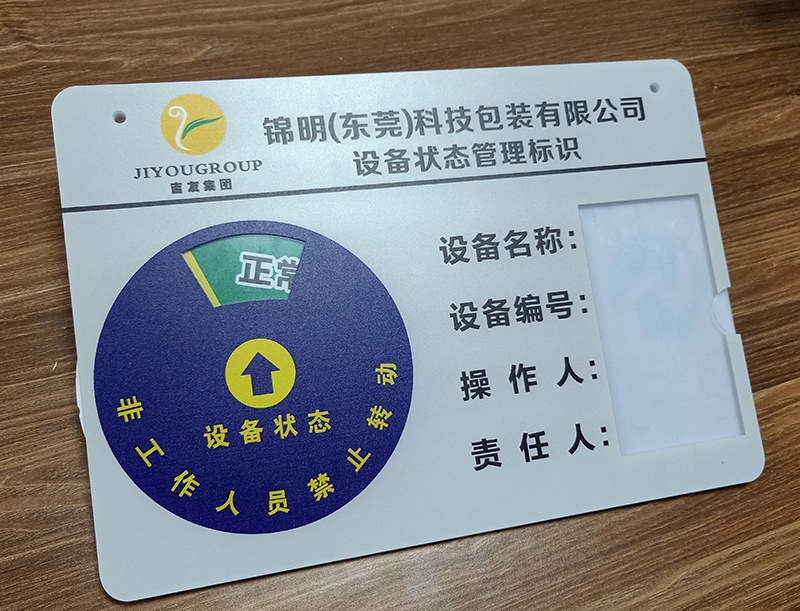 JIYOUGROUP
吉友集团
锦明(东莞)科技包装有限公司
设备状态管理标识
正常
设备状态
非工作人员禁止转动
设备名称：
设备编号：
操作人：
责任人：